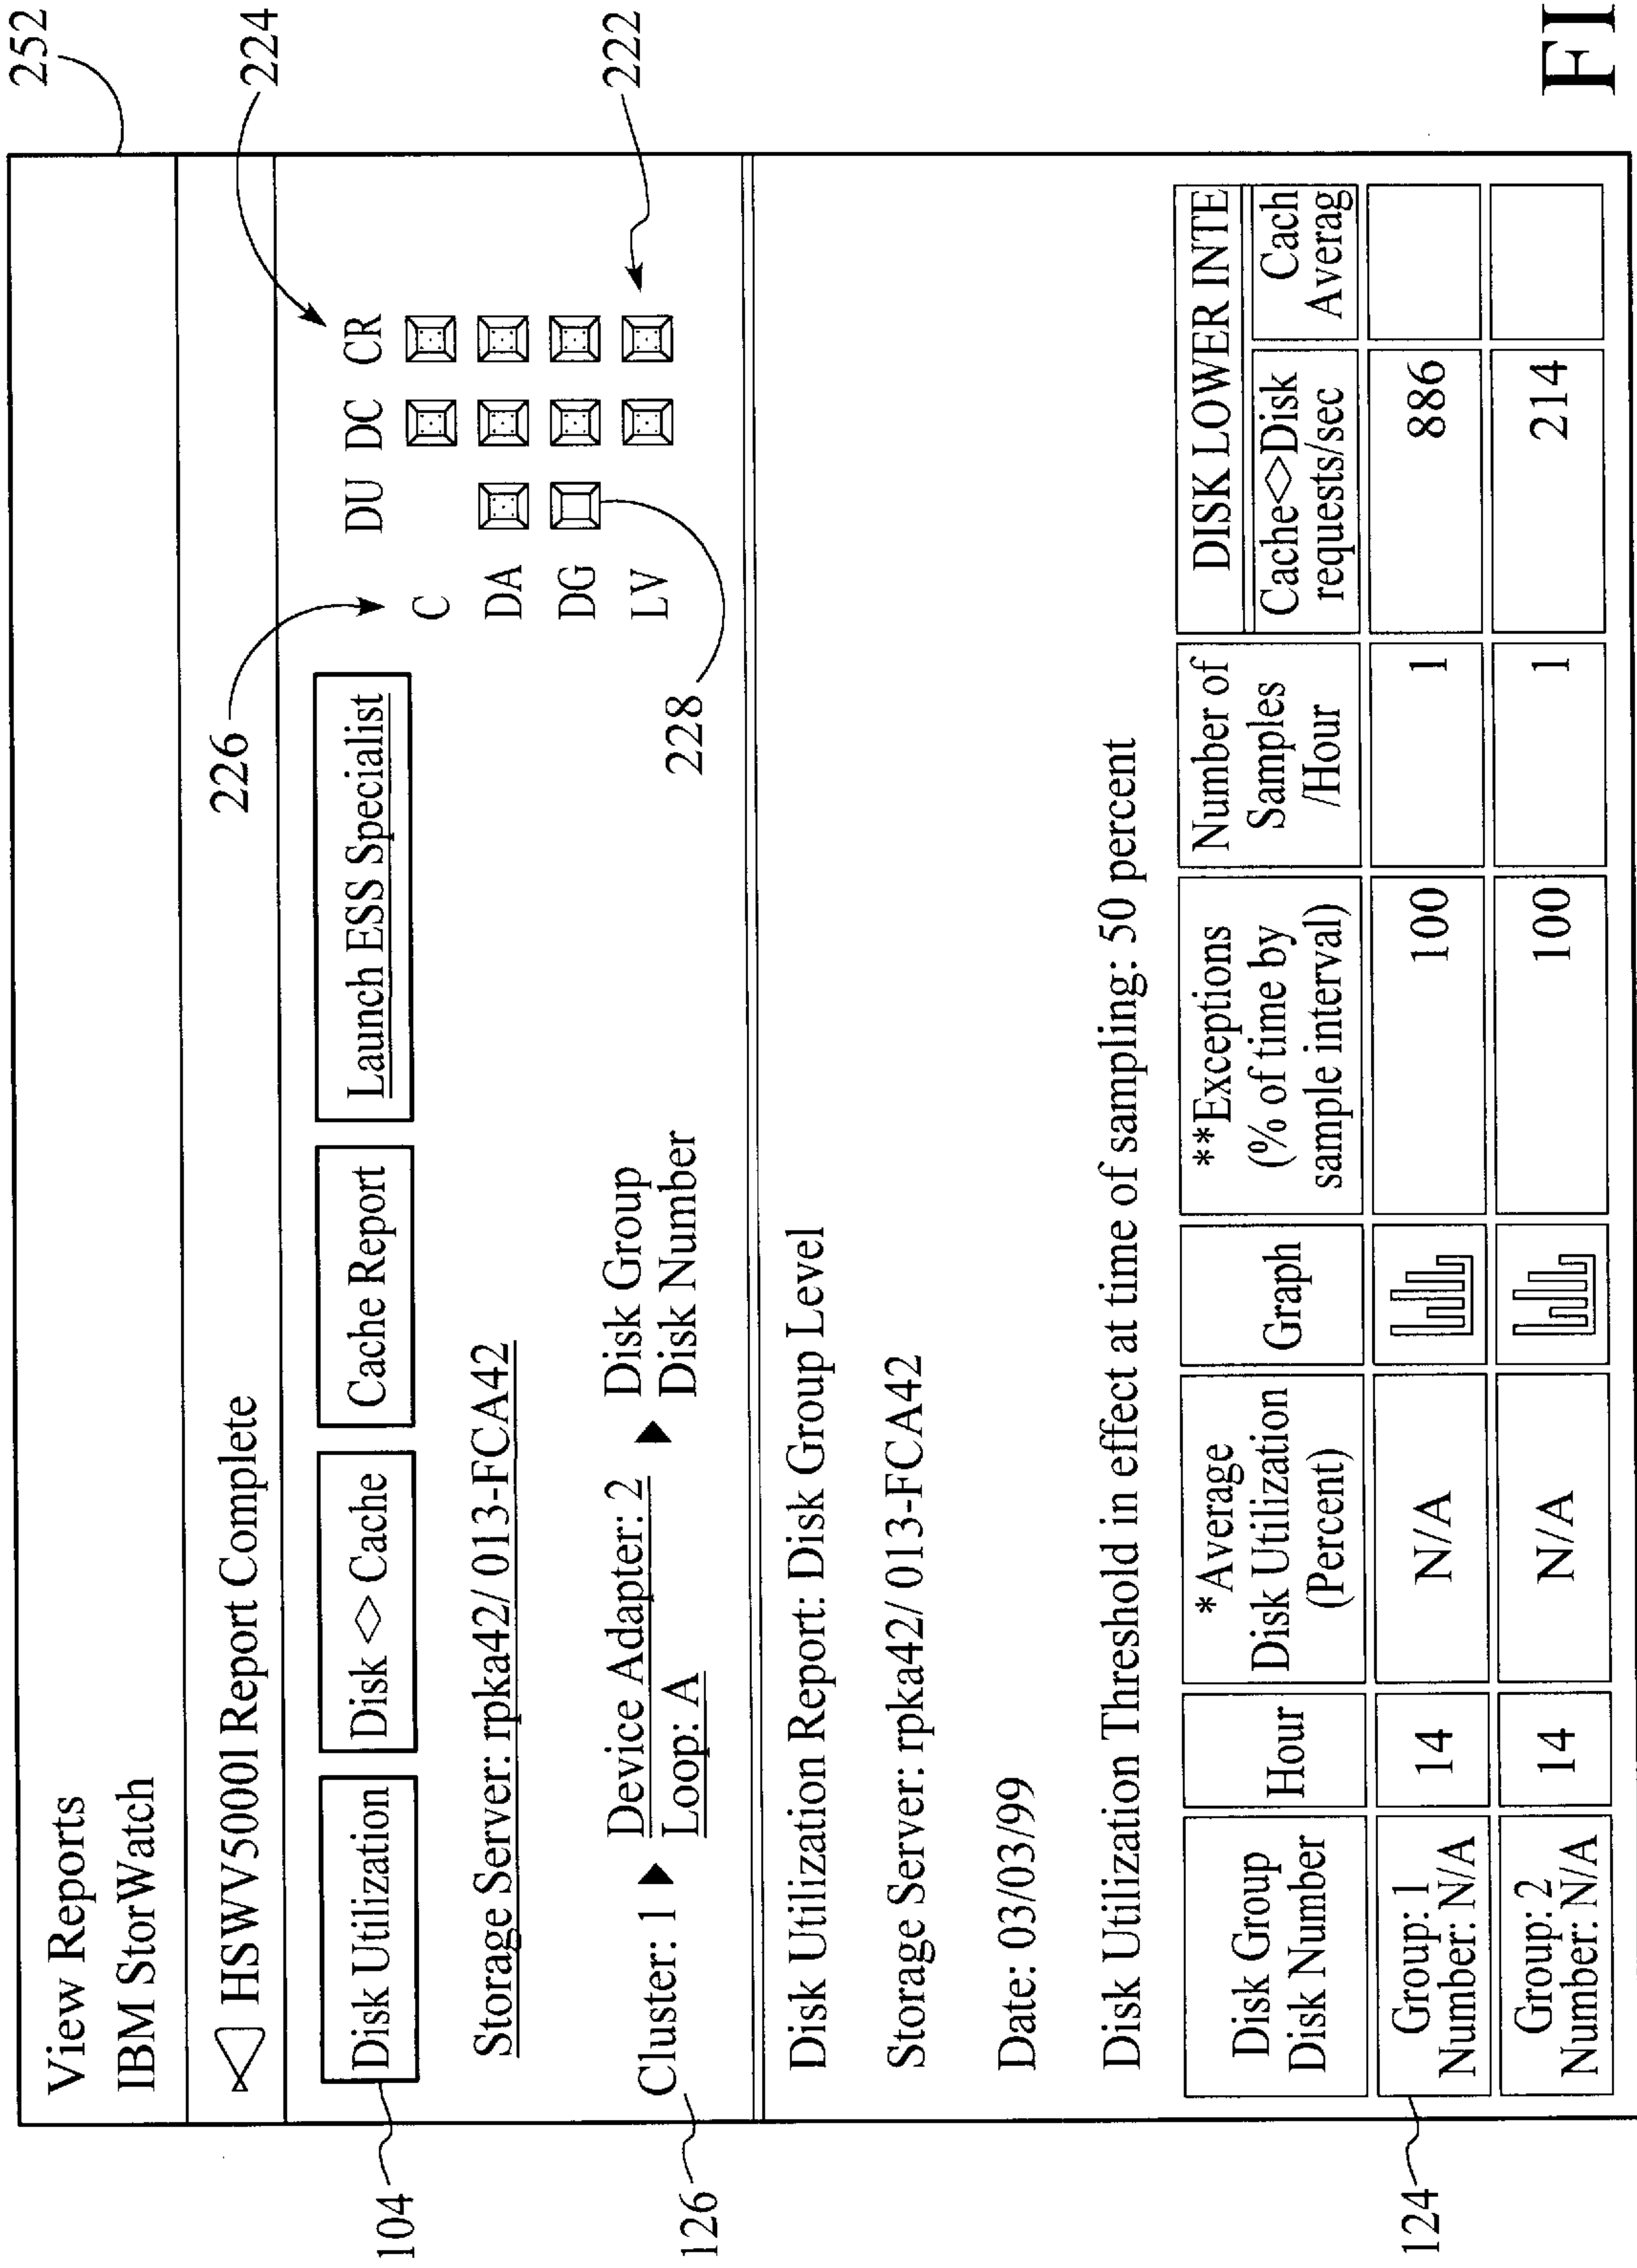 252
View Reports
IBM StorWatch
HSWV5000I Report Complete
224
226
Disk Utilization
Disk <> Cache
Cache Report
Launch ESS Specialist
104
DU DC CR
C
DA
DG
LV
222
228
Storage Server: rpka42/ 013-FCA42
126
Cluster: 1
Device Adapter: 2
Loop: A
Disk Group
Disk Number
Disk Utilization Report: Disk Group Level
Storage Server: rpka42/ 013-FCA42
Date: 03/03/99
Disk Utilization Threshold in effect at time of sampling: 50 percent
Disk Group
Disk Number
Hour
*Average
Disk Utilization
(Percent)
Graph
**Exceptions
(% of time by
sample interval)
Number of
Samples
/Hour
DISK LOWER INTE
Cache<>Disk
requests/sec
Cach
Averag
124
Group: 1
Number: N/A
14
N/A
100
1
886
Group: 2
Number: N/A
14
N/A
100
1
214
FI